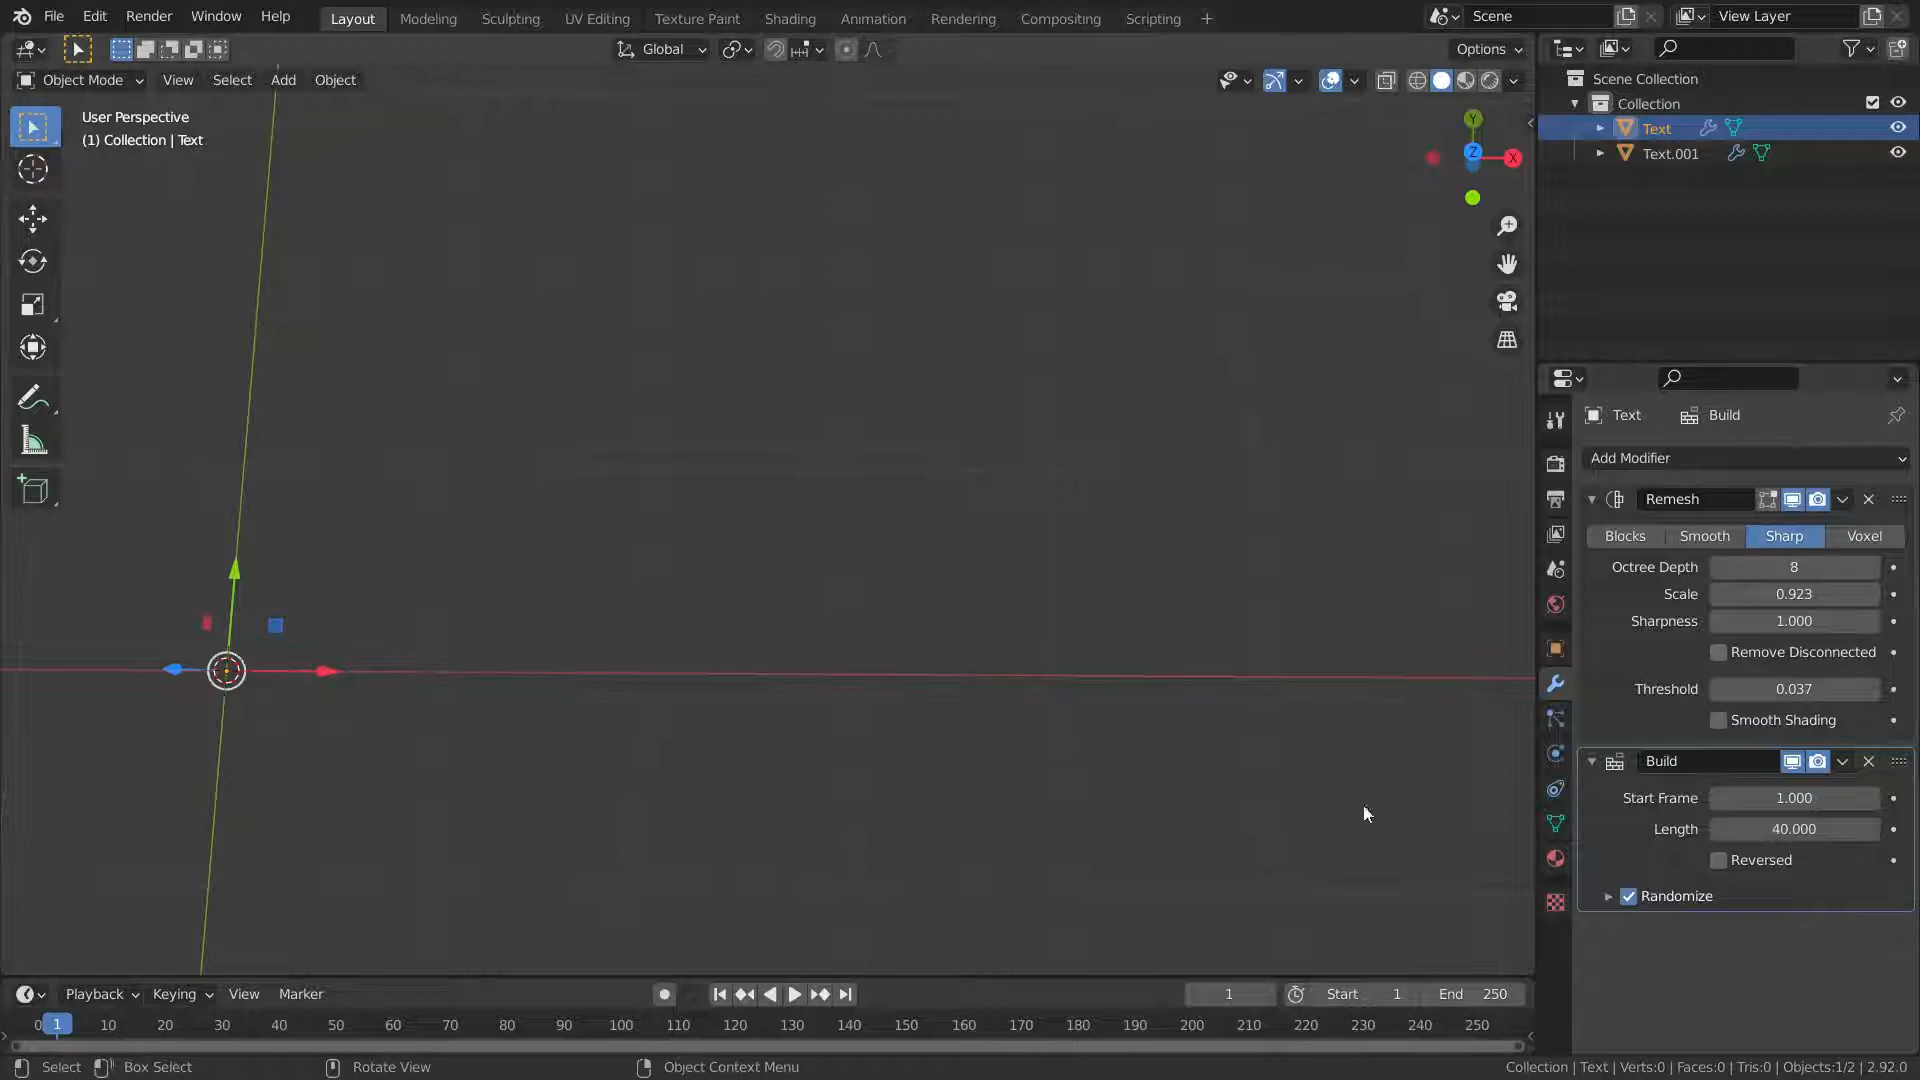 File Edit Render Window Help Layout Modeling Sculpting UV Editing Texture Paint Shading Animation Rendering Compositing Scripting + Scene View Layer
Global Options
Object Mode View Select Add Object
User Perspective
(1) Collection | Text
Y
Z X
Scene Collection
Collection
Text
Text.001
Text Build
Add Modifier
Remesh
Blocks Smooth Sharp Voxel
Octree Depth 8
Scale 0.923
Sharpness 1.000
Remove Disconnected
Threshold 0.037
Smooth Shading
Build
Start Frame 1.000
Length 40.000
Reversed
Randomize
Playback Keying View Marker 1 Start 1 End 250
0 1 10 20 30 40 50 60 70 80 90 100 110 120 130 140 150 160 170 180 190 200 210 220 230 240 250
Select Box Select Rotate View Object Context Menu Collection | Text | Verts:0 | Faces:0 | Tris:0 | Objects:1/2 | 2.92.0